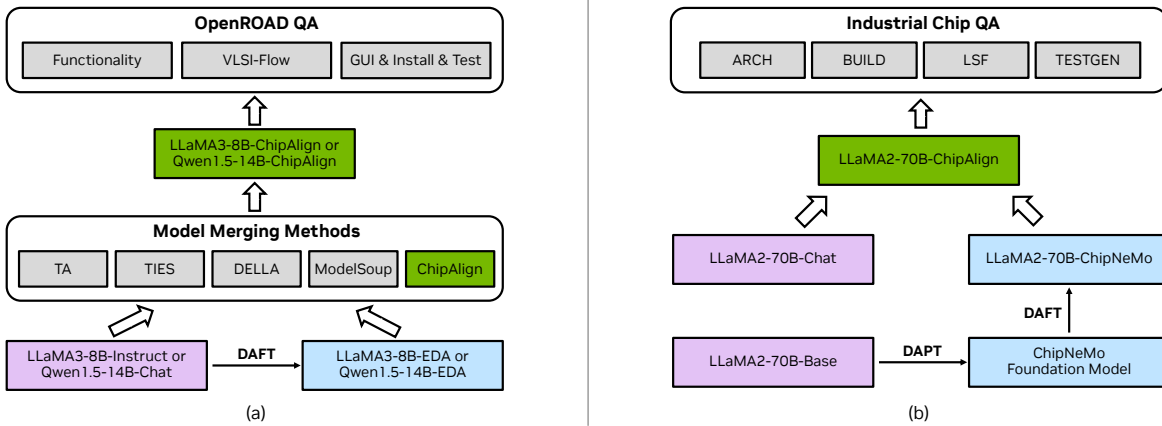 OpenROAD QA
Functionality
VLSI-Flow
GUI & Install & Test
LLaMA3-8B-ChipAlign or
Qwen1.5-14B-ChipAlign
Model Merging Methods
TA
TIES
DELLA
ModelSoup
ChipAlign
LLaMA3-8B-Instruct or
Qwen1.5-14B-Chat
DAFT
LLaMA3-8B-EDA or
Qwen1.5-14B-EDA
(a)
Industrial Chip QA
ARCH
BUILD
LSF
TESTGEN
LLaMA2-70B-ChipAlign
LLaMA2-70B-Chat
LLaMA2-70B-ChipNeMo
DAFT
LLaMA2-70B-Base
DAPT
ChipNeMo
Foundation Model
(b)